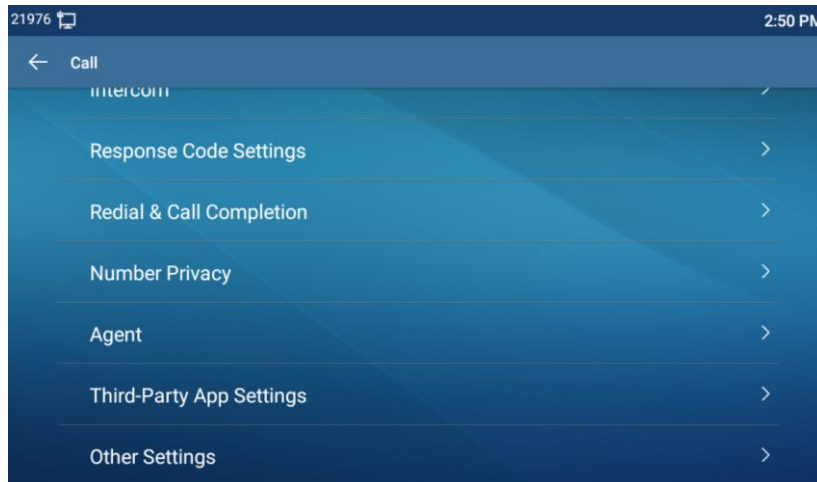 21976
2:50 PM
Call
Intercom
Response Code Settings
Redial & Call Completion
Number Privacy
Agent
Third-Party App Settings
Other Settings